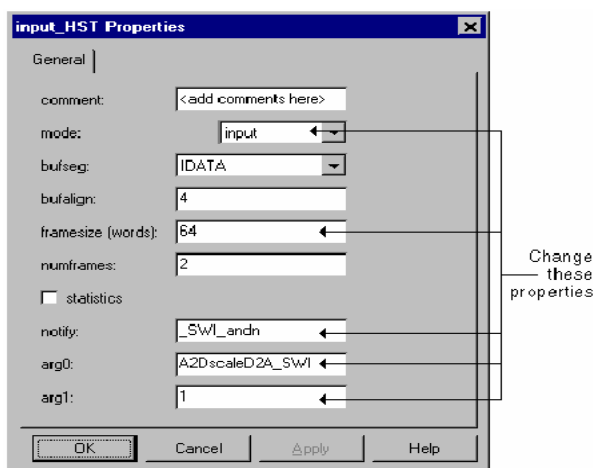 input_HST Properties
General
comment: <add comments here>
mode: input
bufseg: IDATA
bufalign: 4
framesize (words): 64
numframes: 2
statistics
notify: _SWI_andn
arg0: A2DscaleD2A_SWI
arg1: 1
Change
these
properties
OK Cancel Apply Help